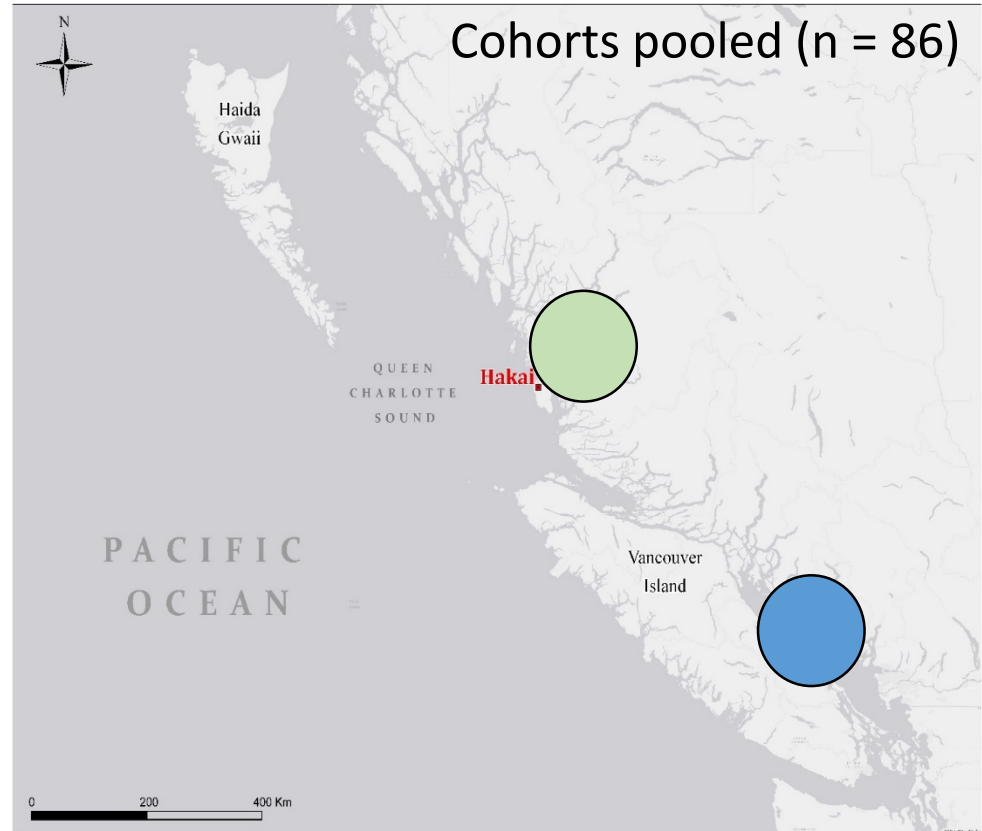 Cohorts pooled (n = 86)
N
Haida
Gwaii
QUEEN
CHARLOTTE
SOUND
Hakai
PACIFIC
OCEAN
Vancouver
Island
0 200 400 Km